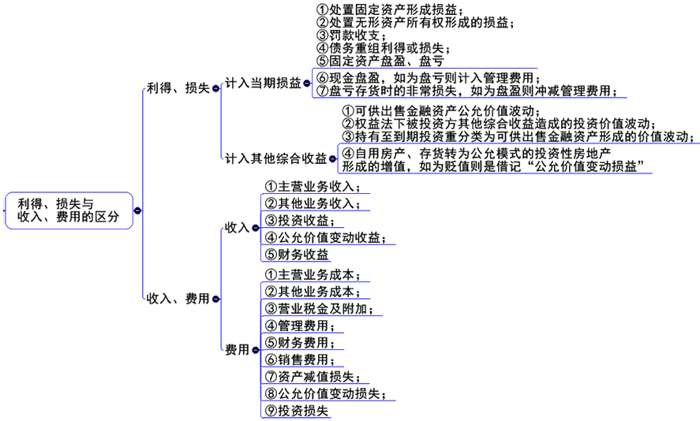 利得、损失与
收入、费用的区分
利得、损失
计入当期损益
①处置固定资产形成损益；
②处置无形资产所有权形成的损益；
③罚款收支；
④债务重组利得或损失；
⑤固定资产盘盈、盘亏
⑥现金盘盈，如为盘亏则计入管理费用；
⑦盘亏存货时的非常损失，如为盘盈则冲减管理费用；
计入其他综合收益
①可供出售金融资产公允价值波动；
②权益法下被投资方其他综合收益造成的投资价值波动；
③持有至到期投资重分类为可供出售金融资产形成的价值波动；
④自用房产、存货转为公允模式的投资性房地产
形成的增值，如为贬值则是借记“公允价值变动损益”
收入、费用
收入
①主营业务收入；
②其他业务收入；
③投资收益；
④公允价值变动收益；
⑤财务收益
费用
①主营业务成本；
②其他业务成本；
③营业税金及附加；
④管理费用；
⑤财务费用；
⑥销售费用；
⑦资产减值损失；
⑧公允价值变动损失；
⑨投资损失